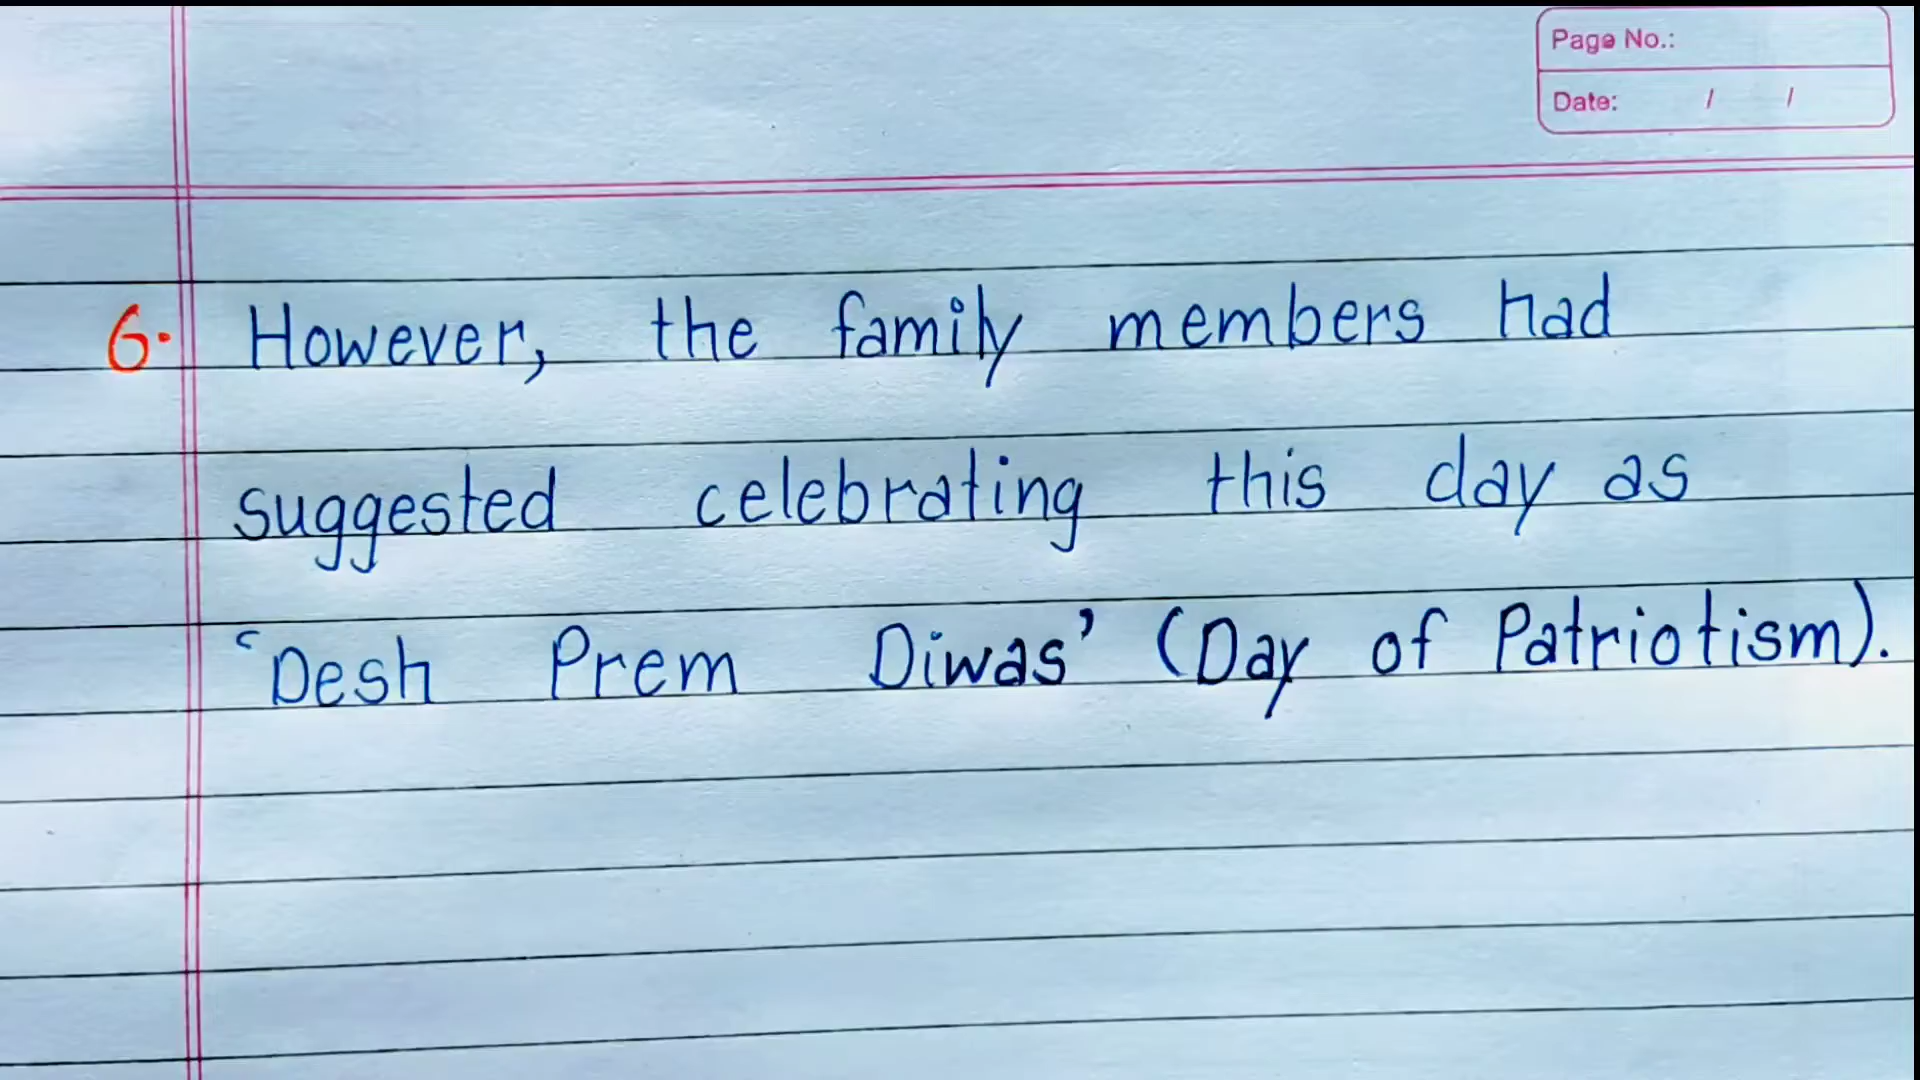 Page No.:
Date: / /
6. However, the family members had
suggested celebrating this day as
‘Desh Prem Diwas’ (Day of Patriotism).